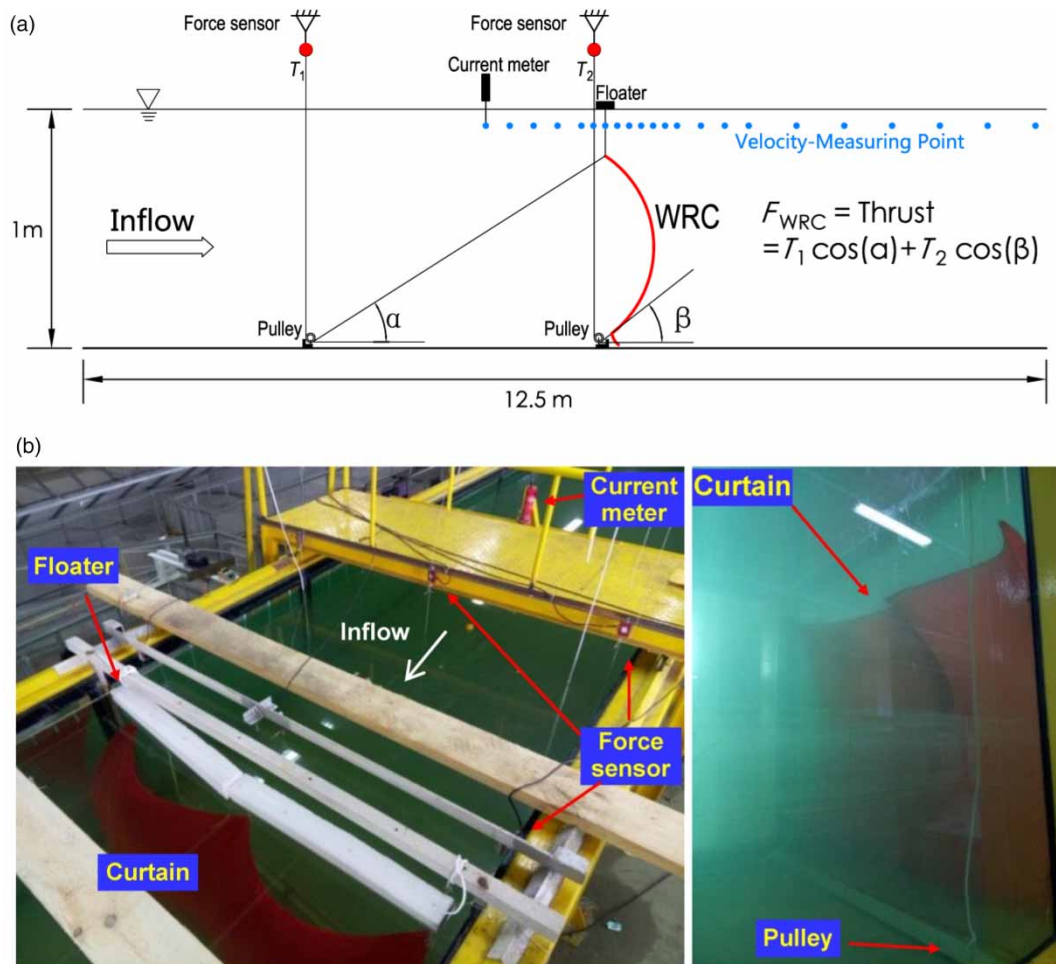 (a)
Force sensor
Force sensor
T1
T2
Current meter
Floater
Velocity-Measuring Point
1m
Inflow
WRC
FWRC = Thrust
=T1 cos(α)+T2 cos(β)
Pulley
α
Pulley
β
12.5 m
(b)
Current
meter
Curtain
Floater
Inflow
Force
sensor
Curtain
Pulley